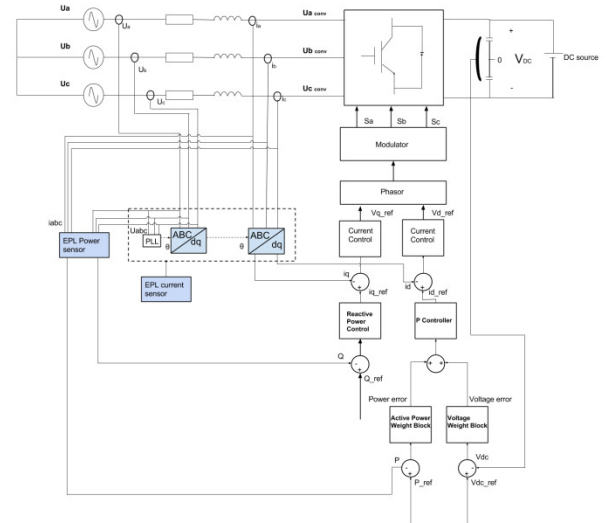 Ua
Ua
Ia
Ua conv
Ub
Ib
Ub conv
Uc
Uc
Ic
Uc conv
+
0
VDC
-
DC source
Sa Sb Sc
Modulator
Phasor
Vq_ref Vd_ref
Current
Control
Current
Control
iabc
Uabc
EPL Power
sensor
PLL
θ
ABC
dq
θ
ABC
dq
EPL current
sensor
iq
-
+
iq_ref
id
-
+
id_ref
Reactive
Power
Control
P Controller
Q
-
+
Q_ref
+ +
Power error
Voltage error
Active Power
Weight Block
Voltage
Weight Block
P
-
+
P_ref
Vdc
-
+
Vdc_ref